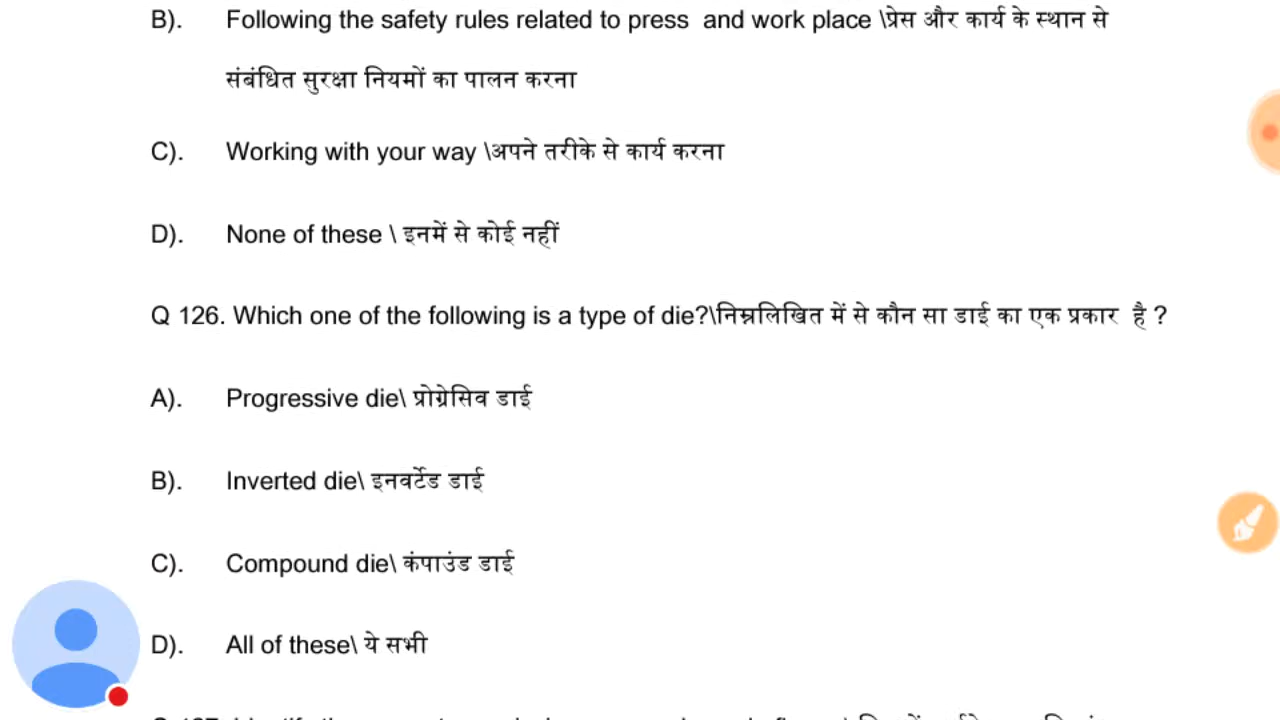 B). Following the safety rules related to press and work place \प्रेस और कार्य के स्थान से
संबंधित सुरक्षा नियमों का पालन करना
C). Working with your way \अपने तरीके से कार्य करना
D). None of these \ इनमें से कोई नहीं
Q 126. Which one of the following is a type of die?\निम्नलिखित में से कौन सा डाई का एक प्रकार है ?
A). Progressive die\ प्रोग्रेसिव डाई
B). Inverted die\ इनवर्टेड डाई
C). Compound die\ कंपाउंड डाई
D). All of these\ ये सभी